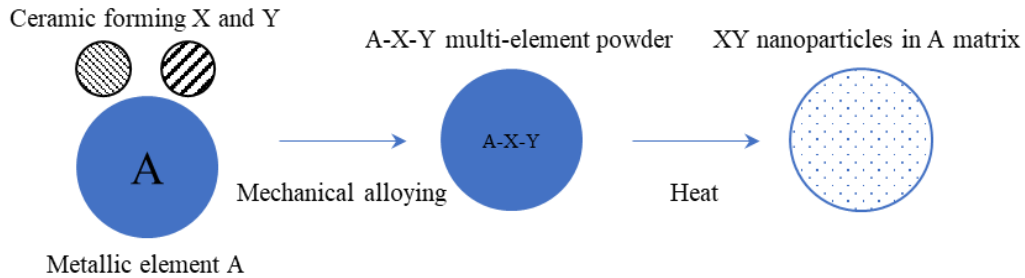 Ceramic forming X and Y
A
Metallic element A
Mechanical alloying
A-X-Y multi-element powder
A-X-Y
Heat
XY nanoparticles in A matrix